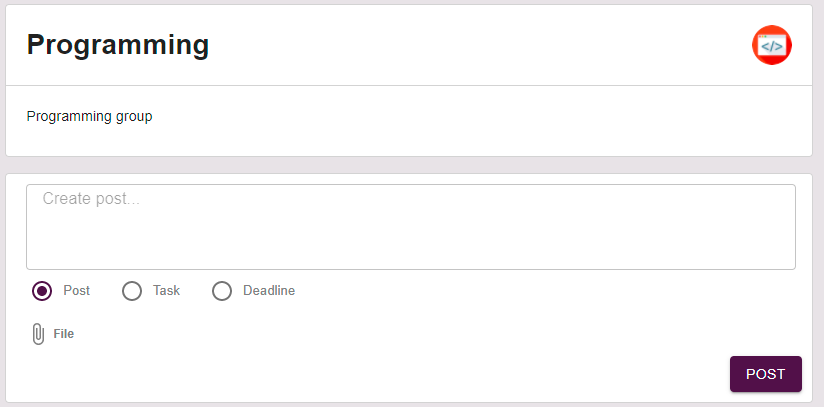 Programming
</>
Programming group
Create post...
Post Task Deadline
File
POST